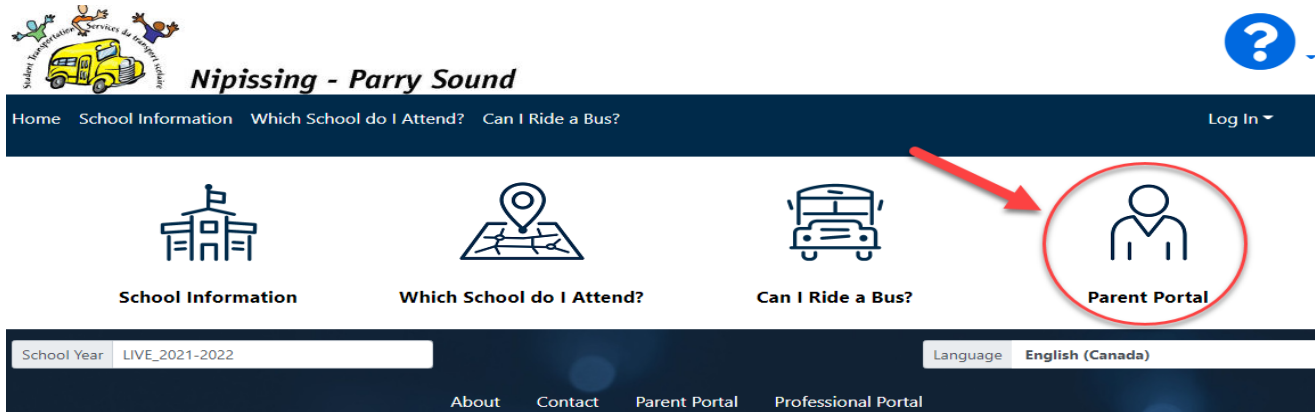 Student Transportation Services du transport scolaire
Nipissing - Parry Sound
?
Home School Information Which School do I Attend? Can I Ride a Bus? Log In
School Information Which School do I Attend? Can I Ride a Bus? Parent Portal
School Year LIVE_2021-2022 Language English (Canada)
About Contact Parent Portal Professional Portal